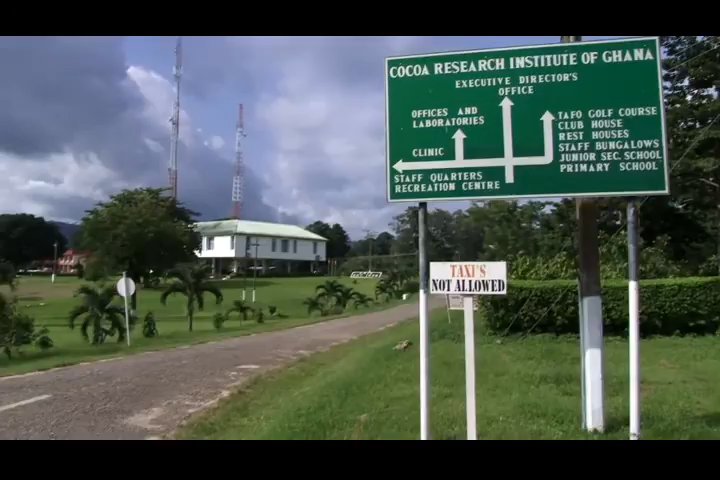 COCOA RESEARCH INSTITUTE OF GHANA
EXECUTIVE DIRECTOR'S
OFFICE
OFFICES AND
LABORATORIES
CLINIC
STAFF QUARTERS
RECREATION CENTRE
TAFO GOLF COURSE
CLUB HOUSE
REST HOUSES
STAFF BUNGALOWS
JUNIOR SEC. SCHOOL
PRIMARY SCHOOL
TAXI'S
NOT ALLOWED